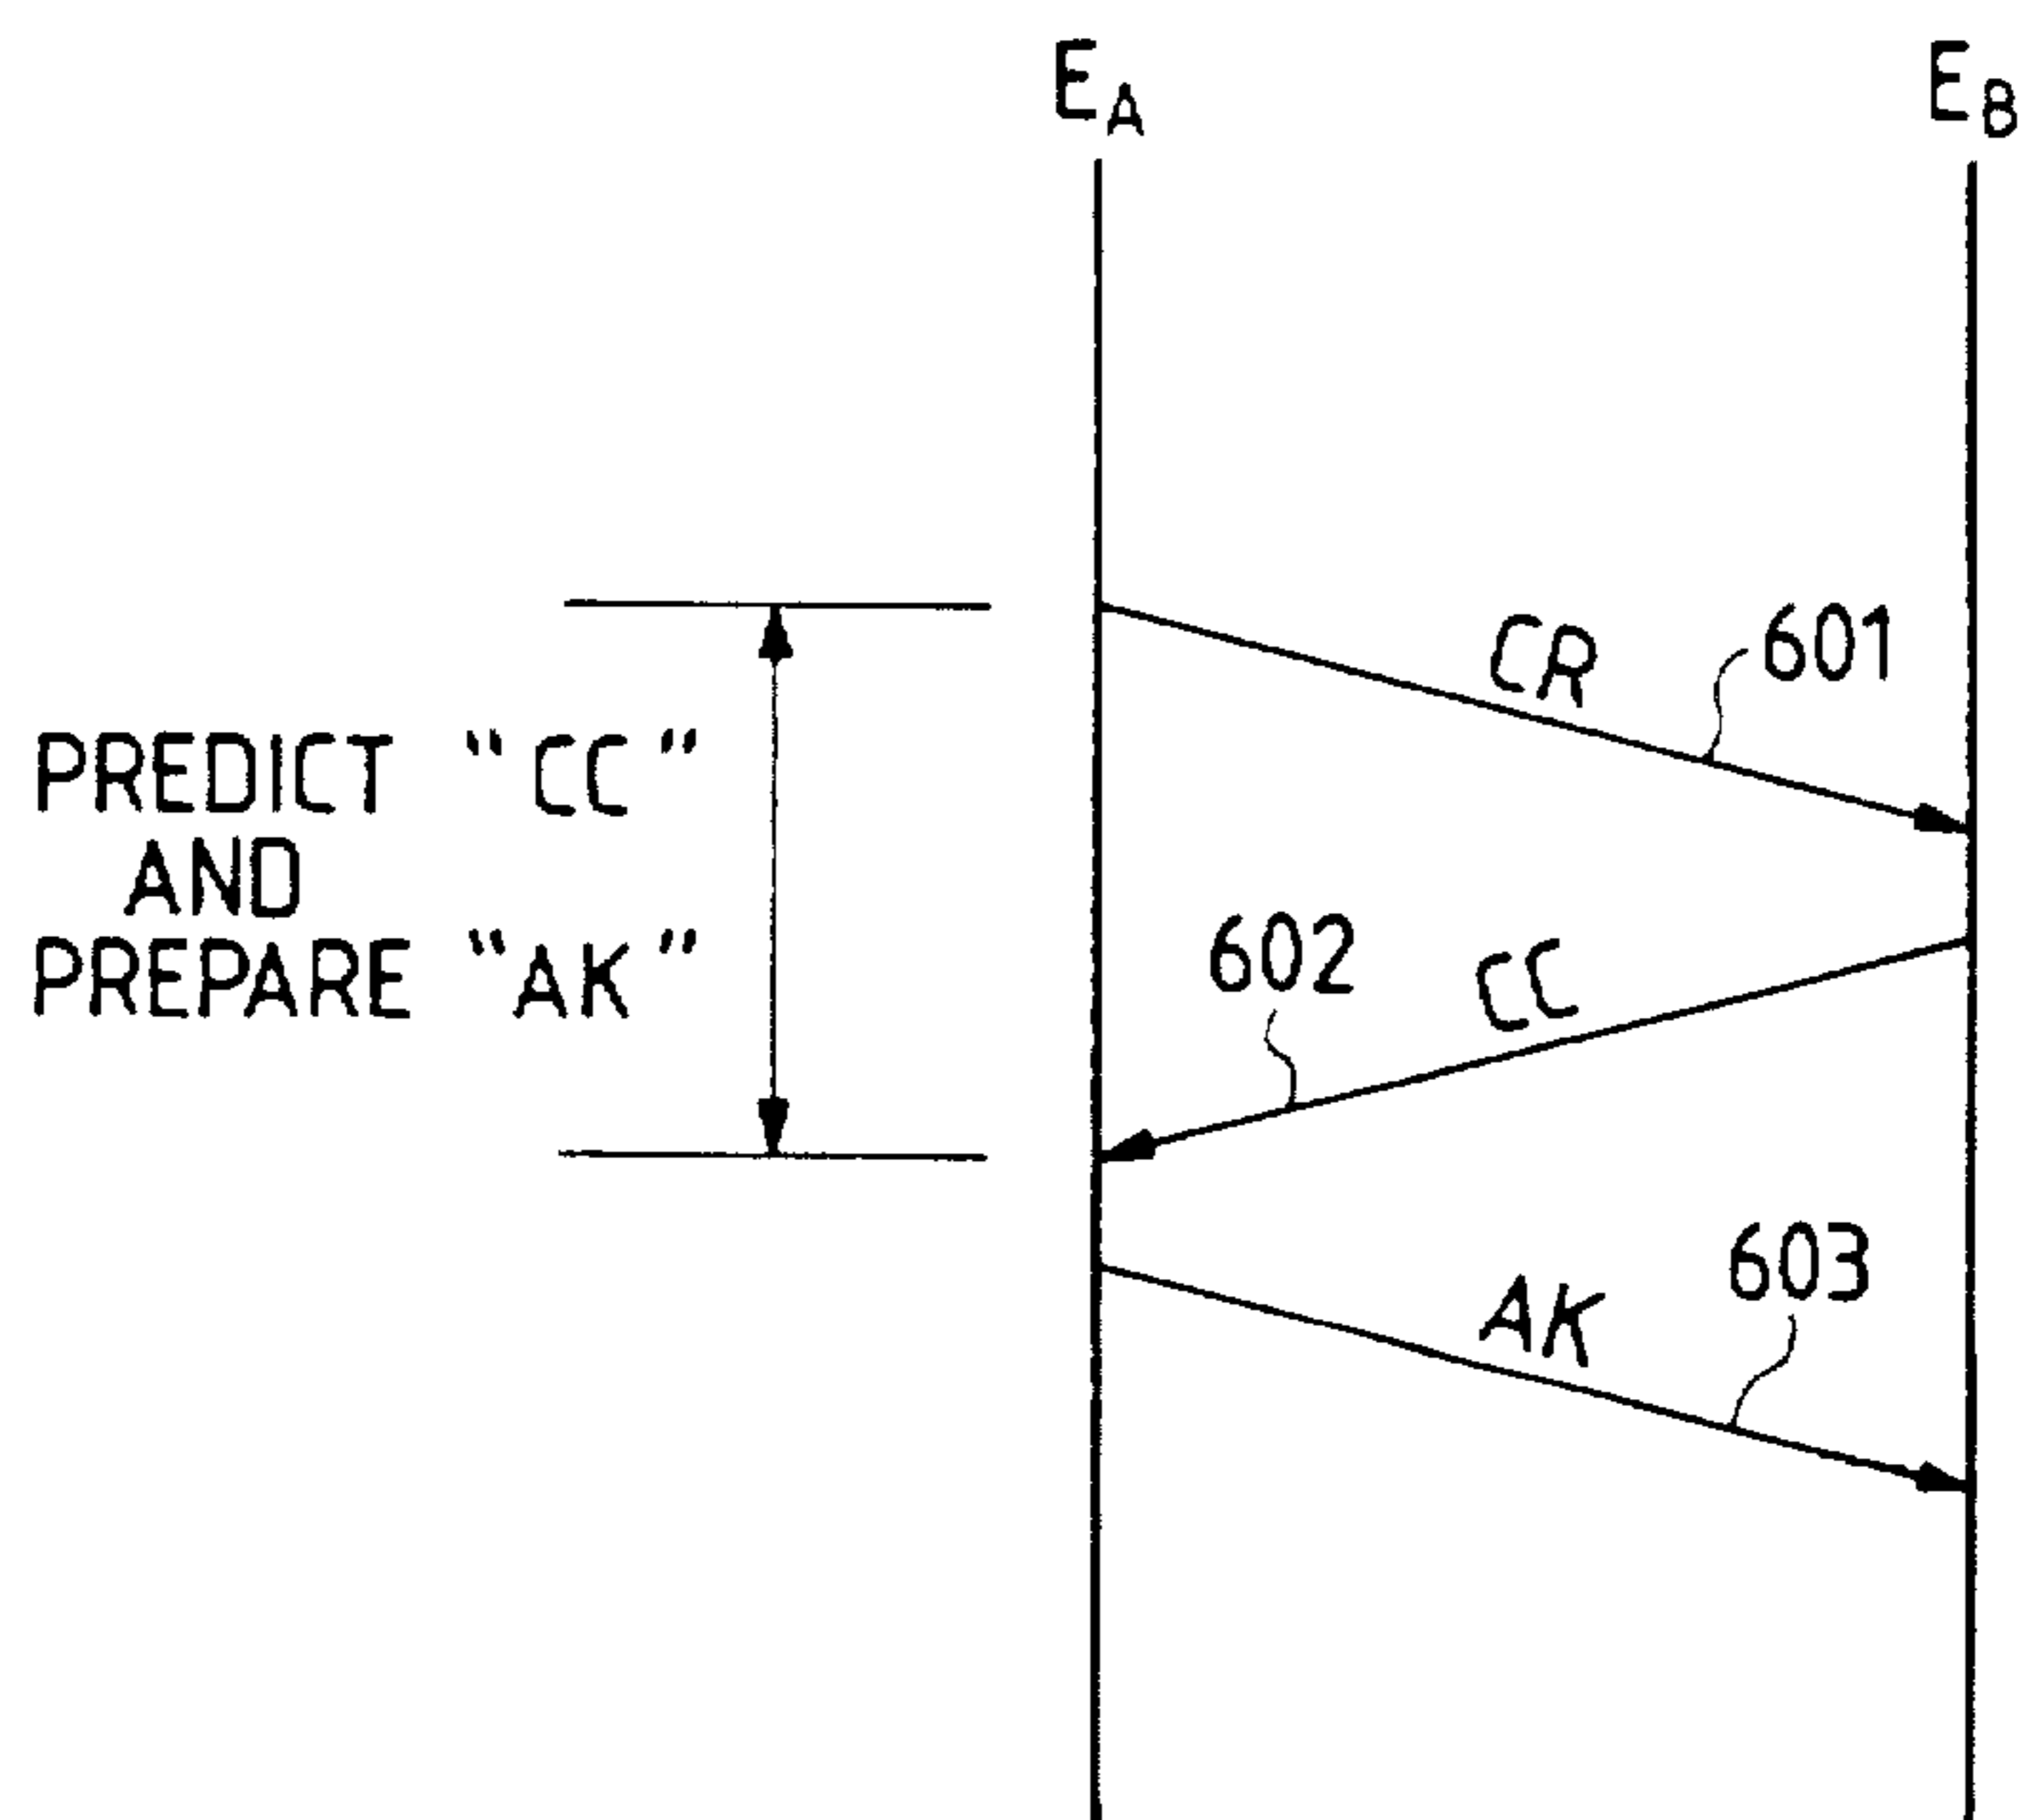 E_A
E_B
CR
601
PREDICT "CC"
AND
PREPARE "AK"
602
CC
603
AK